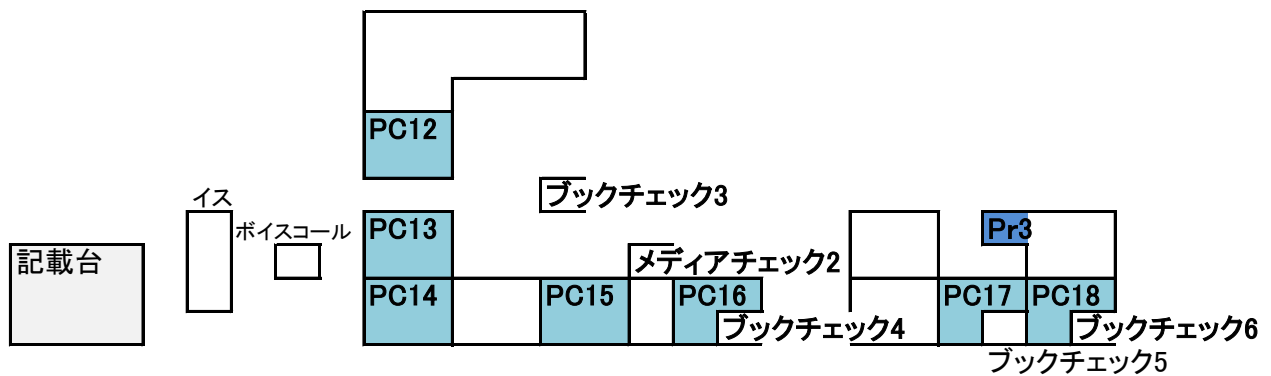 PC12
ブックチェック3
イス
ボイスコール
PC13
Pr3
記載台
メディアチェック2
PC14
PC15
PC16
PC17
PC18
ブックチェック4
ブックチェック6
ブックチェック5